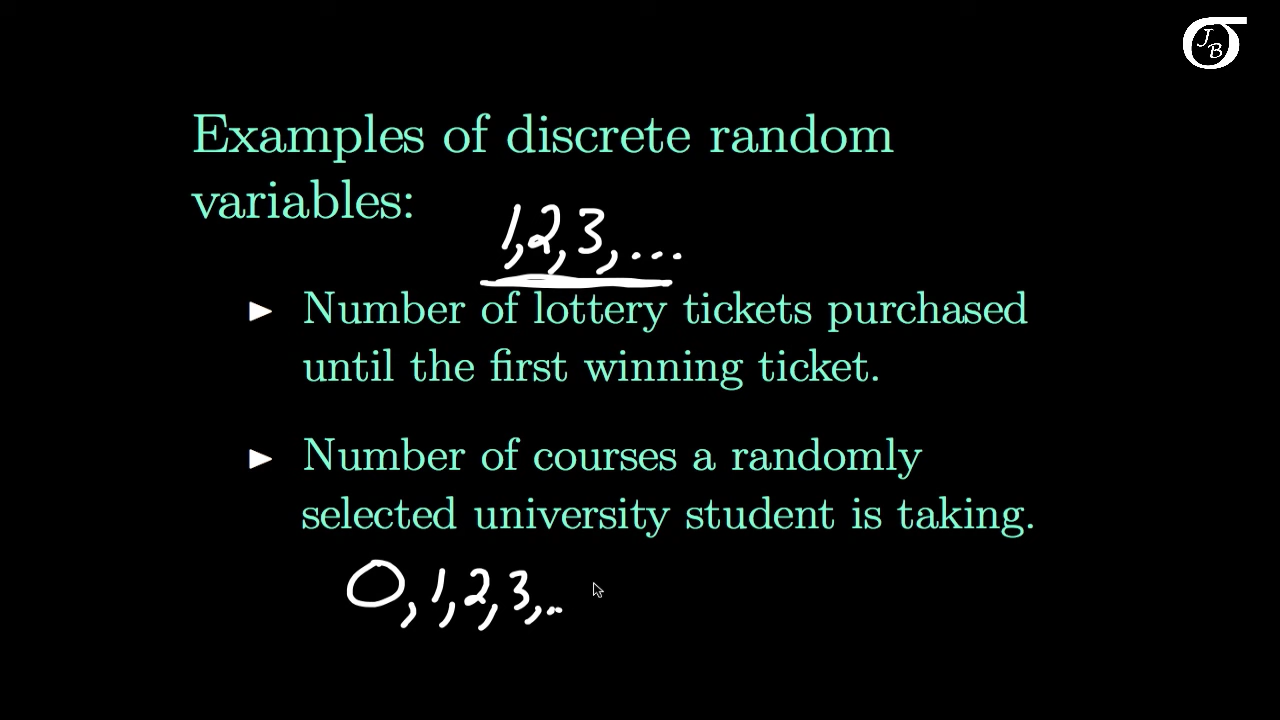 JB
Examples of discrete random
variables:
1,2,3,...
► Number of lottery tickets purchased
until the first winning ticket.
► Number of courses a randomly
selected university student is taking.
0,1,2,3,..